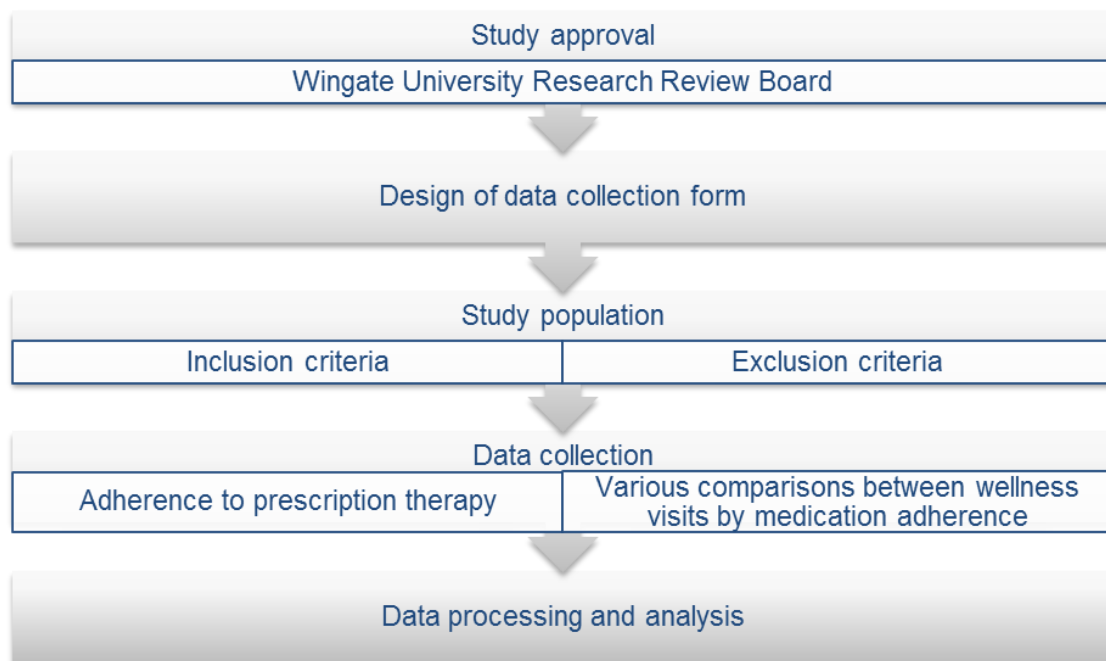 Study approval
Wingate University Research Review Board
Design of data collection form
Study population
Inclusion criteria
Exclusion criteria
Data collection
Adherence to prescription therapy
Various comparisons between wellness
visits by medication adherence
Data processing and analysis